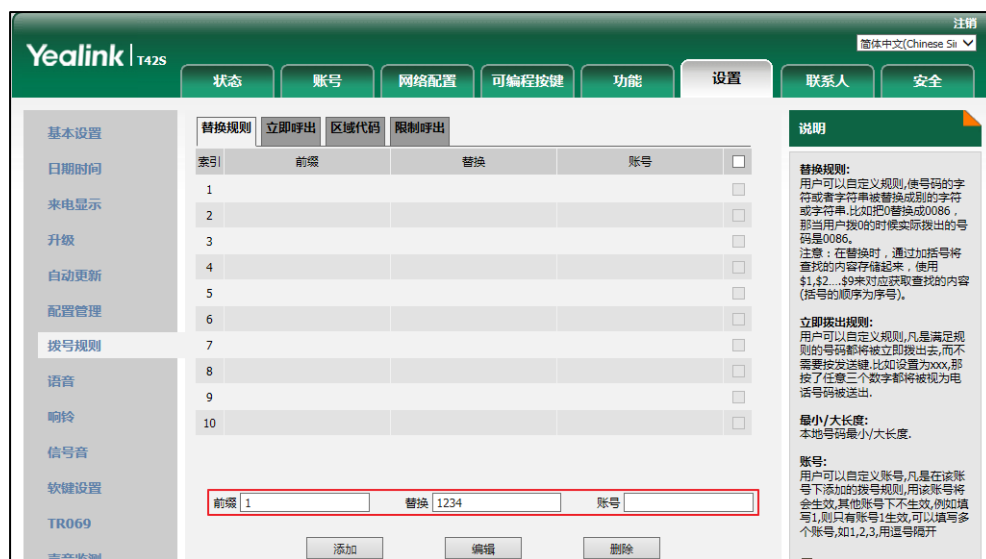 注销
Yealink T42S
简体中文(Chinese Sii
状态 账号 网络配置 可编程按键 功能 设置 联系人 安全
基本设置
日期时间
来电显示
升级
自动更新
配置管理
拨号规则
语音
响铃
信号音
软键设置
TR069
声音监测
替换规则 立即呼出 区域代码 限制呼出
索引 前缀 替换 账号
1
2
3
4
5
6
7
8
9
10
前缀 1 替换 1234 账号
添加 编辑 删除
说明
替换规则:
用户可以自定义规则,使号码的字
符或者字符串被替换成别的字符
或字符串.比如把0替换成0086，
那当用户拨0的时候实际拨出的号
码是0086。
注意：在替换时，通过加括号将
查找的内容存储起来，使用
$1,$2....$9来对应获取查找的内容
(括号的顺序为序号)。
立即拨出规则:
用户可以自定义规则,凡是满足规
则的号码都将被立即拨出去,而不
需要按发送键.比如设置为xxx,那
按了任意三个数字都将被视为电
话号码被送出.
最小/大长度:
本地号码最小/大长度.
账号:
用户可以自定义账号,凡是在该账
号下添加的拨号规则,用该账号将
会生效,其他账号下不生效,例如填
写1,则只有账号1生效,可以填写多
个账号,如1,2,3,用逗号隔开